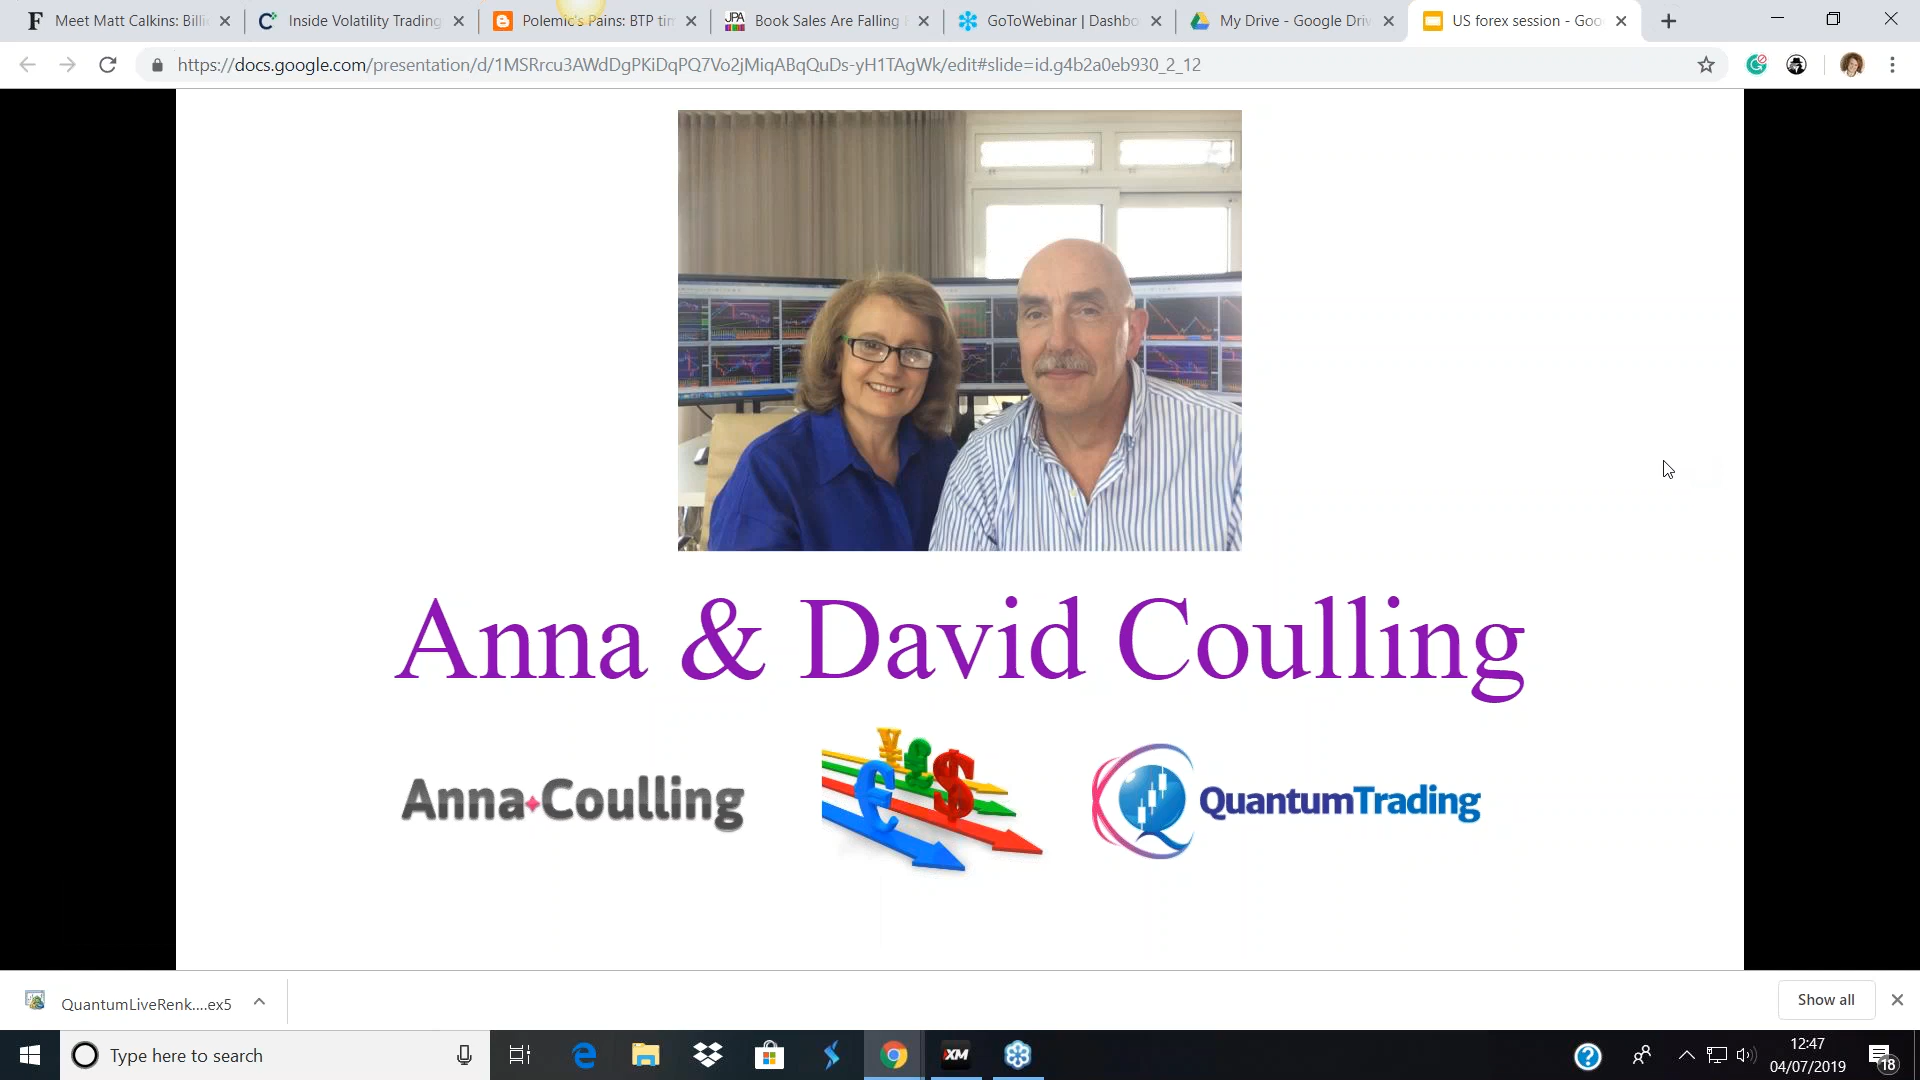 Meet Matt Calkins: Billi
Inside Volatility Trading
Polemic's Pains: BTP tim
Book Sales Are Falling
GoToWebinar | Dashbo
My Drive - Google Driv
US forex session - Goo
https://docs.google.com/presentation/d/1MSRrcu3AWdDgPKiDqPQ7Vo2jMiqABqQuDs-yH1TAgWk/edit#slide=id.g4b2a0eb930_2_12
Anna & David Coulling
Anna Coulling
QuantumTrading
QuantumLiveRenk....ex5
Show all
Type here to search
XM
12:47
04/07/2019
18